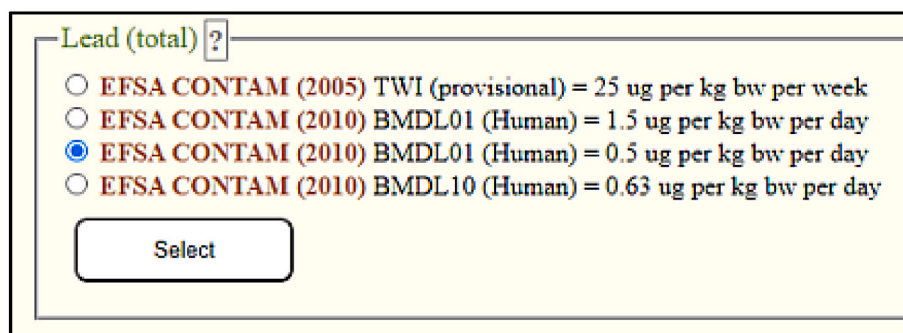 Lead (total) ?
EFSA CONTAM (2005) TWI (provisional) = 25 ug per kg bw per week
EFSA CONTAM (2010) BMDL01 (Human) = 1.5 ug per kg bw per day
EFSA CONTAM (2010) BMDL01 (Human) = 0.5 ug per kg bw per day
EFSA CONTAM (2010) BMDL10 (Human) = 0.63 ug per kg bw per day
Select